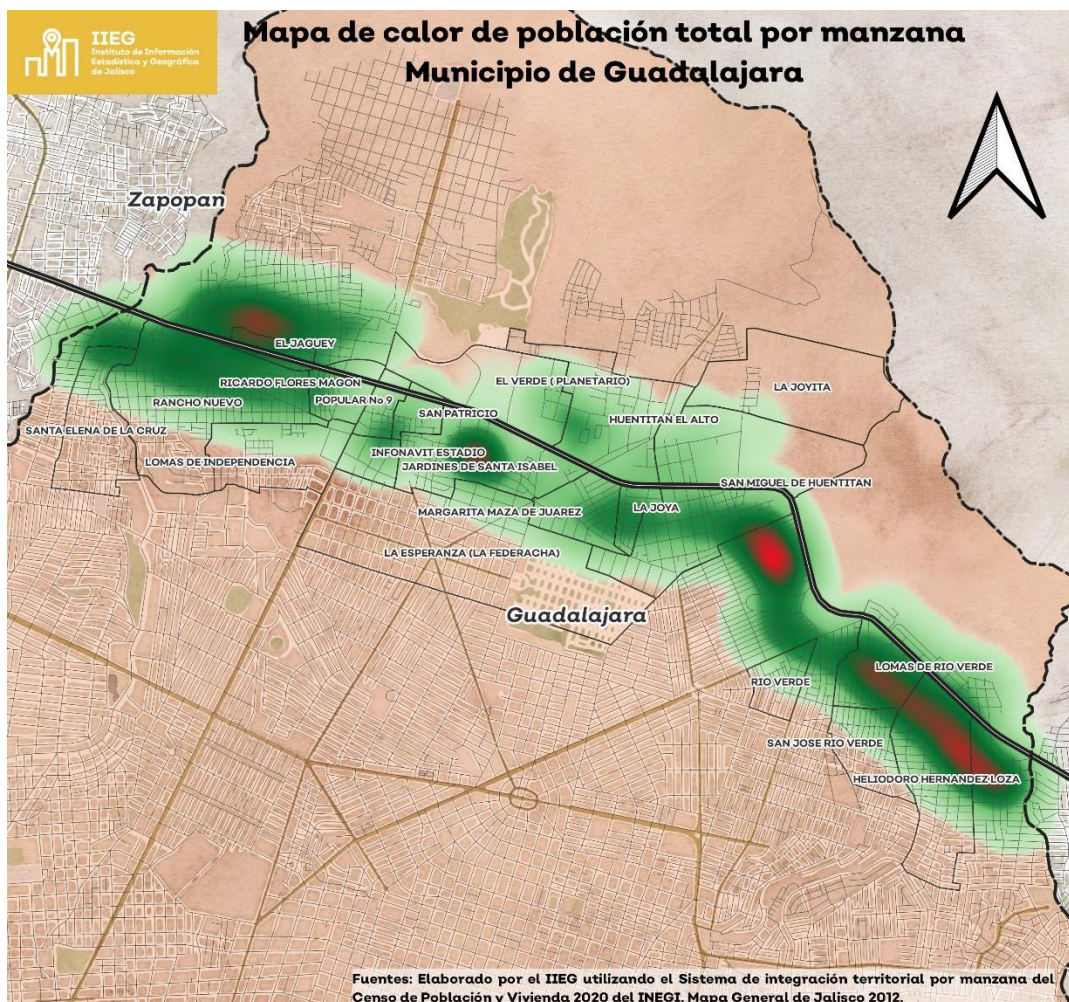 IIEG
Instituto de Información
Estadística y Geográfica
de Jalisco
Mapa de calor de población total por manzana
Municipio de Guadalajara
Zapopan
EL JAGUEY
RICARDO FLORES MAGON
EL VERDE ( PLANETARIO)
LA JOYITA
RANCHO NUEVO
POPULAR No 9
SAN PATRICIO
HUENTITAN EL ALTO
SANTA ELENA DE LA CRUZ
INFONAVIT ESTADIO
LOMAS DE INDEPENDENCIA
JARDINES DE SANTA ISABEL
SAN MIGUEL DE HUENTITAN
MARGARITA MAZA DE JUAREZ
LA JOYA
LA ESPERANZA (LA FEDERACHA)
Guadalajara
LOMAS DE RIO VERDE
RIO VERDE
SAN JOSE RIO VERDE
HELIODORO HERNANDEZ LOZA
Fuentes: Elaborado por el IIEG utilizando el Sistema de integración territorial por manzana del
Censo de Población y Vivienda 2020 del INEGI. Mapa General de Jalisco 2012.